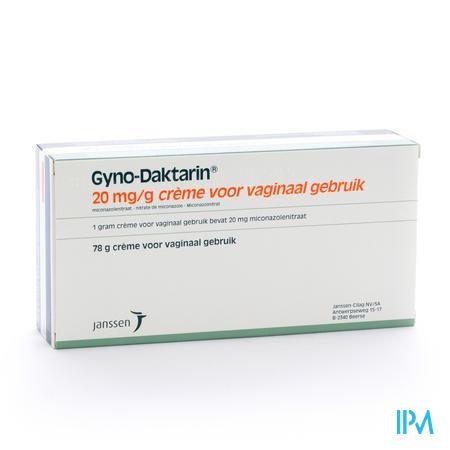 Gyno-Daktarin®
20 mg/g crème voor vaginaal gebruik
miconazolenitraat - nitrate de miconazole - Miconazolnitrat
1 gram crème voor vaginaal gebruik bevat 20 mg miconazolenitraat
78 g crème voor vaginaal gebruik
Janssen-Cilag NV/SA
Antwerpseweg 15-17
B-2340 Beerse
janssen
IPM